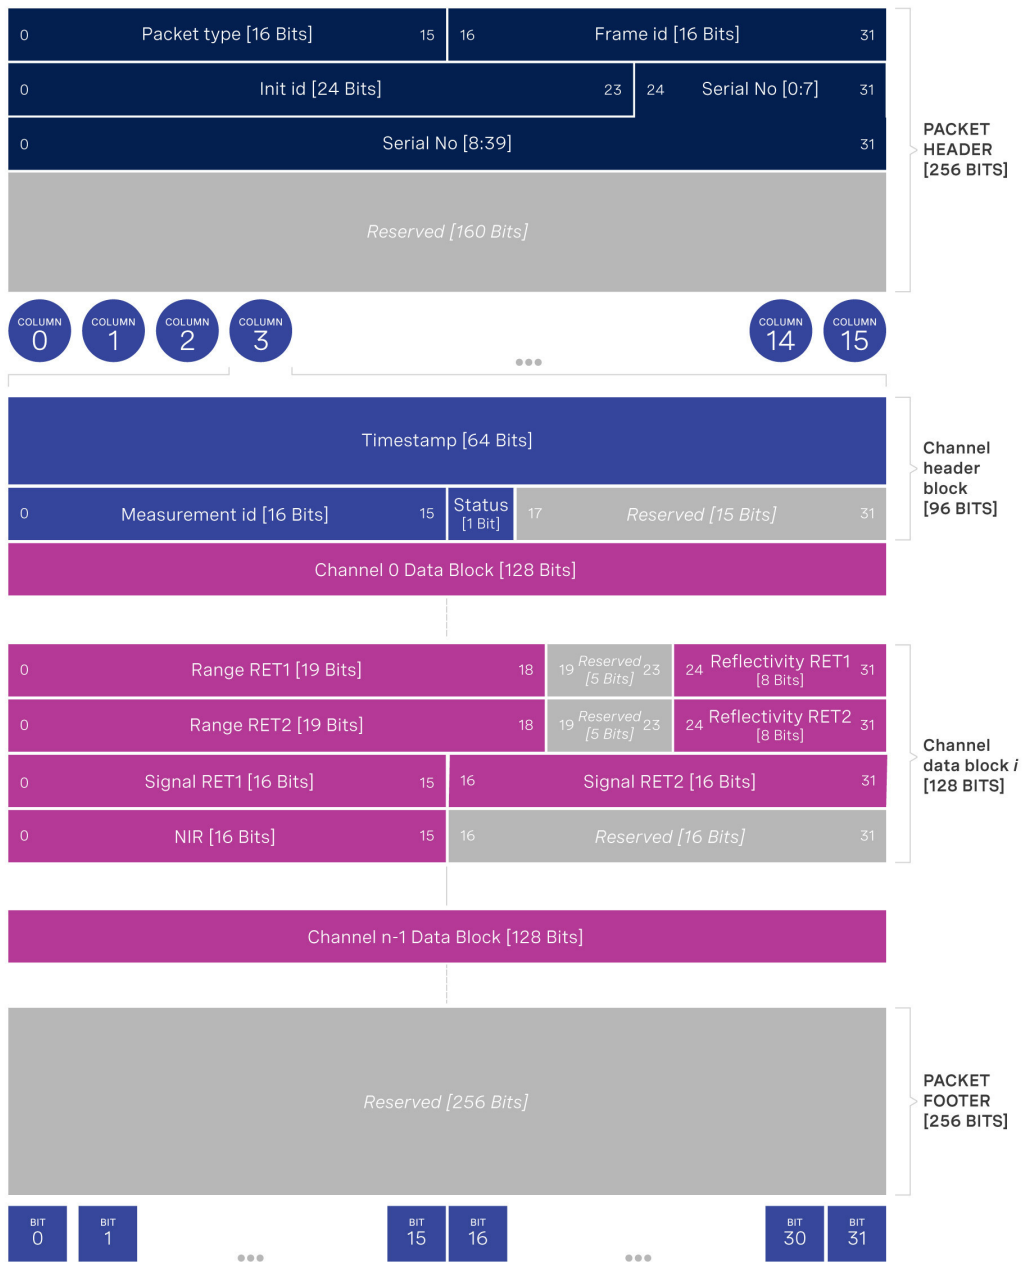 0 Packet type [16 Bits] 15 16 Frame id [16 Bits] 31
0 Init id [24 Bits] 23 24 Serial No [0:7] 31
0 Serial No [8:39] 31
PACKET
HEADER
[256 BITS]
Reserved [160 Bits]
COLUMN COLUMN COLUMN COLUMN COLUMN COLUMN
0 1 2 3 14 15
Timestamp [64 Bits]
0 Measurement id [16 Bits] 15 Status 17 Reserved [15 Bits] 31
[1 Bit]
Channel
header
block
[96 BITS]
Channel 0 Data Block [128 Bits]
0 Range RET1 [19 Bits] 18 19 Reserved 23 24 Reflectivity RET1 31
[5 Bits] [8 Bits]
0 Range RET2 [19 Bits] 18 19 Reserved 23 24 Reflectivity RET2 31
[5 Bits] [8 Bits]
0 Signal RET1 [16 Bits] 15 16 Signal RET2 [16 Bits] 31
0 NIR [16 Bits] 15 16 Reserved [16 Bits] 31
Channel
data block i
[128 BITS]
Channel n-1 Data Block [128 Bits]
Reserved [256 Bits]
PACKET
FOOTER
[256 BITS]
BIT BIT BIT BIT BIT BIT
0 1 15 16 30 31